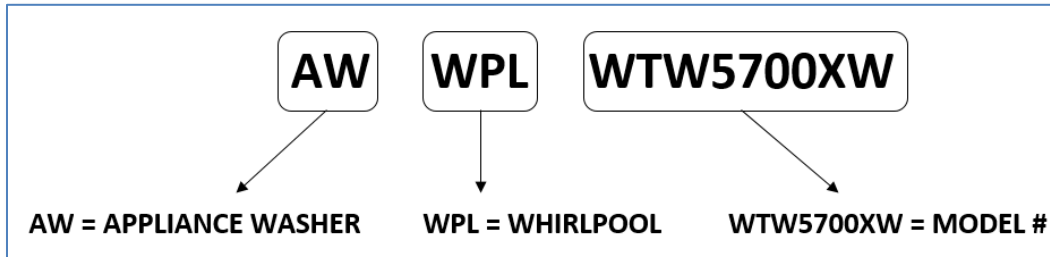 AW WPL WTW5700XW
AW = APPLIANCE WASHER WPL = WHIRLPOOL WTW5700XW = MODEL #